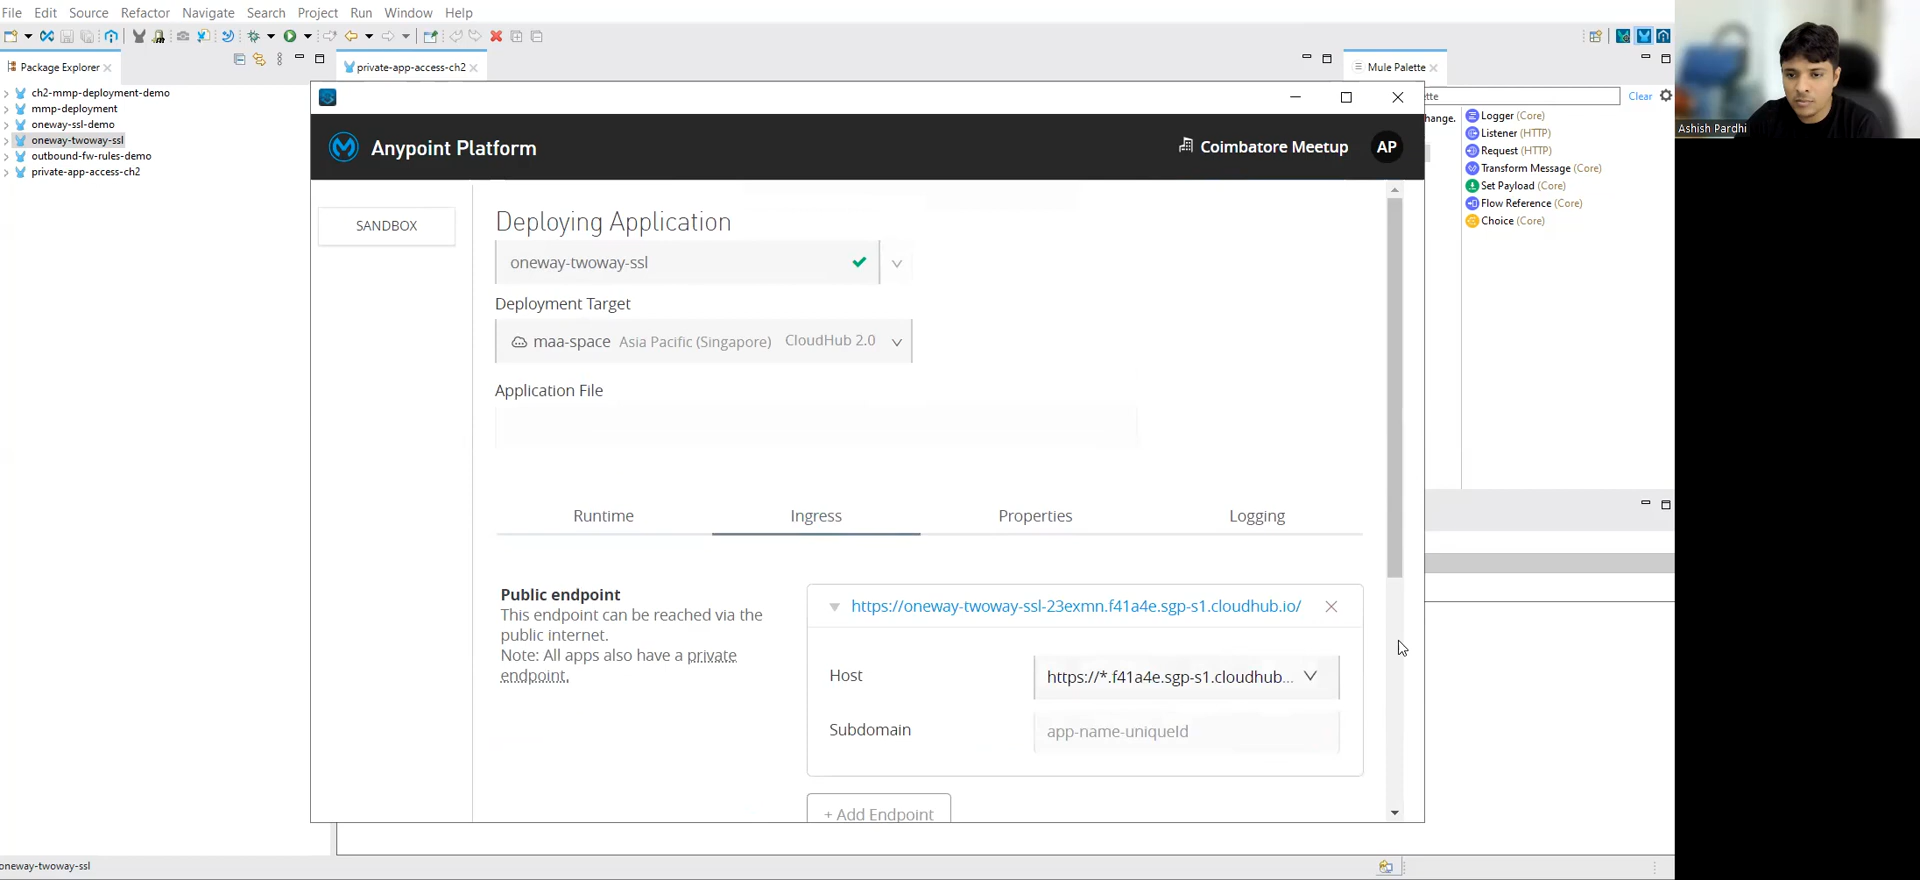 File Edit Source Refactor Navigate Search Project Run Window Help
Package Explorer
private-app-access-ch2
Mule Palette
Ashish Pardhi
ch2-mmp-deployment-demo
mmp-deployment
oneway-ssl-demo
oneway-twoway-ssl
outbound-fw-rules-demo
private-app-access-ch2
ette
Clear
hange.
Logger (Core)
Listener (HTTP)
Request (HTTP)
Transform Message (Core)
Set Payload (Core)
Flow Reference (Core)
Choice (Core)
Anypoint Platform
Coimbatore Meetup
AP
SANDBOX
Deploying Application
oneway-twoway-ssl
Deployment Target
maa-space Asia Pacific (Singapore) CloudHub 2.0
Application File
Runtime Ingress Properties Logging
Public endpoint
This endpoint can be reached via the
public internet.
Note: All apps also have a private
endpoint.
https://oneway-twoway-ssl-23exmn.f41a4e.sgp-s1.cloudhub.io/
Host
https://*.f41a4e.sgp-s1.cloudhub...
Subdomain
app-name-uniqueId
+ Add Endpoint
oneway-twoway-ssl